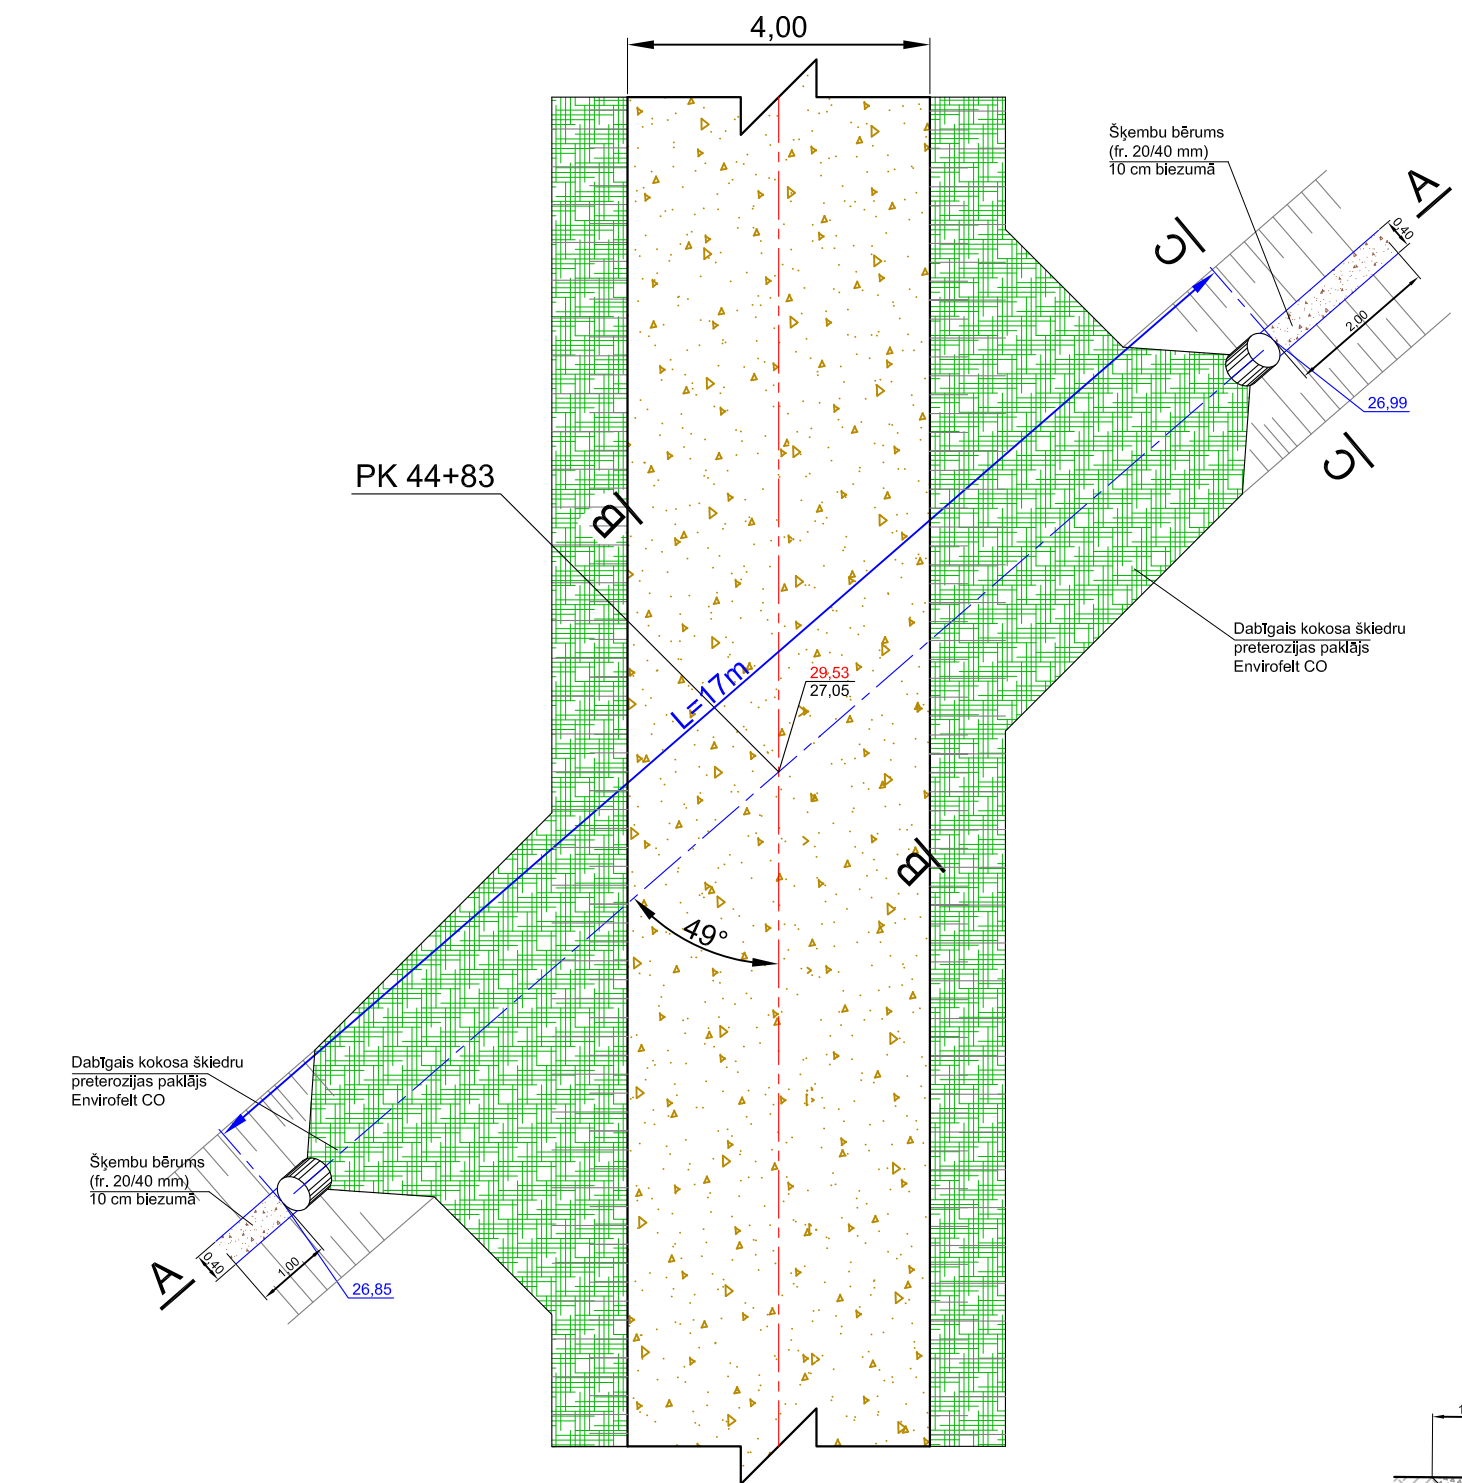 4,00
Šķembu bērums
(fr. 20/40 mm)
10 cm biezumā
A
0,40
C
2,00
26,99
C
PK 44+83
B
Dabīgais kokosa škiedru
preterozijas paklājs
Envirofelt CO
29,53
27,05
L=17m
B
49°
Dabīgais kokosa škiedru
preterozijas paklājs
Envirofelt CO
Šķembu bērums
(fr. 20/40 mm)
10 cm biezumā
0,40
1,00
A
26,85